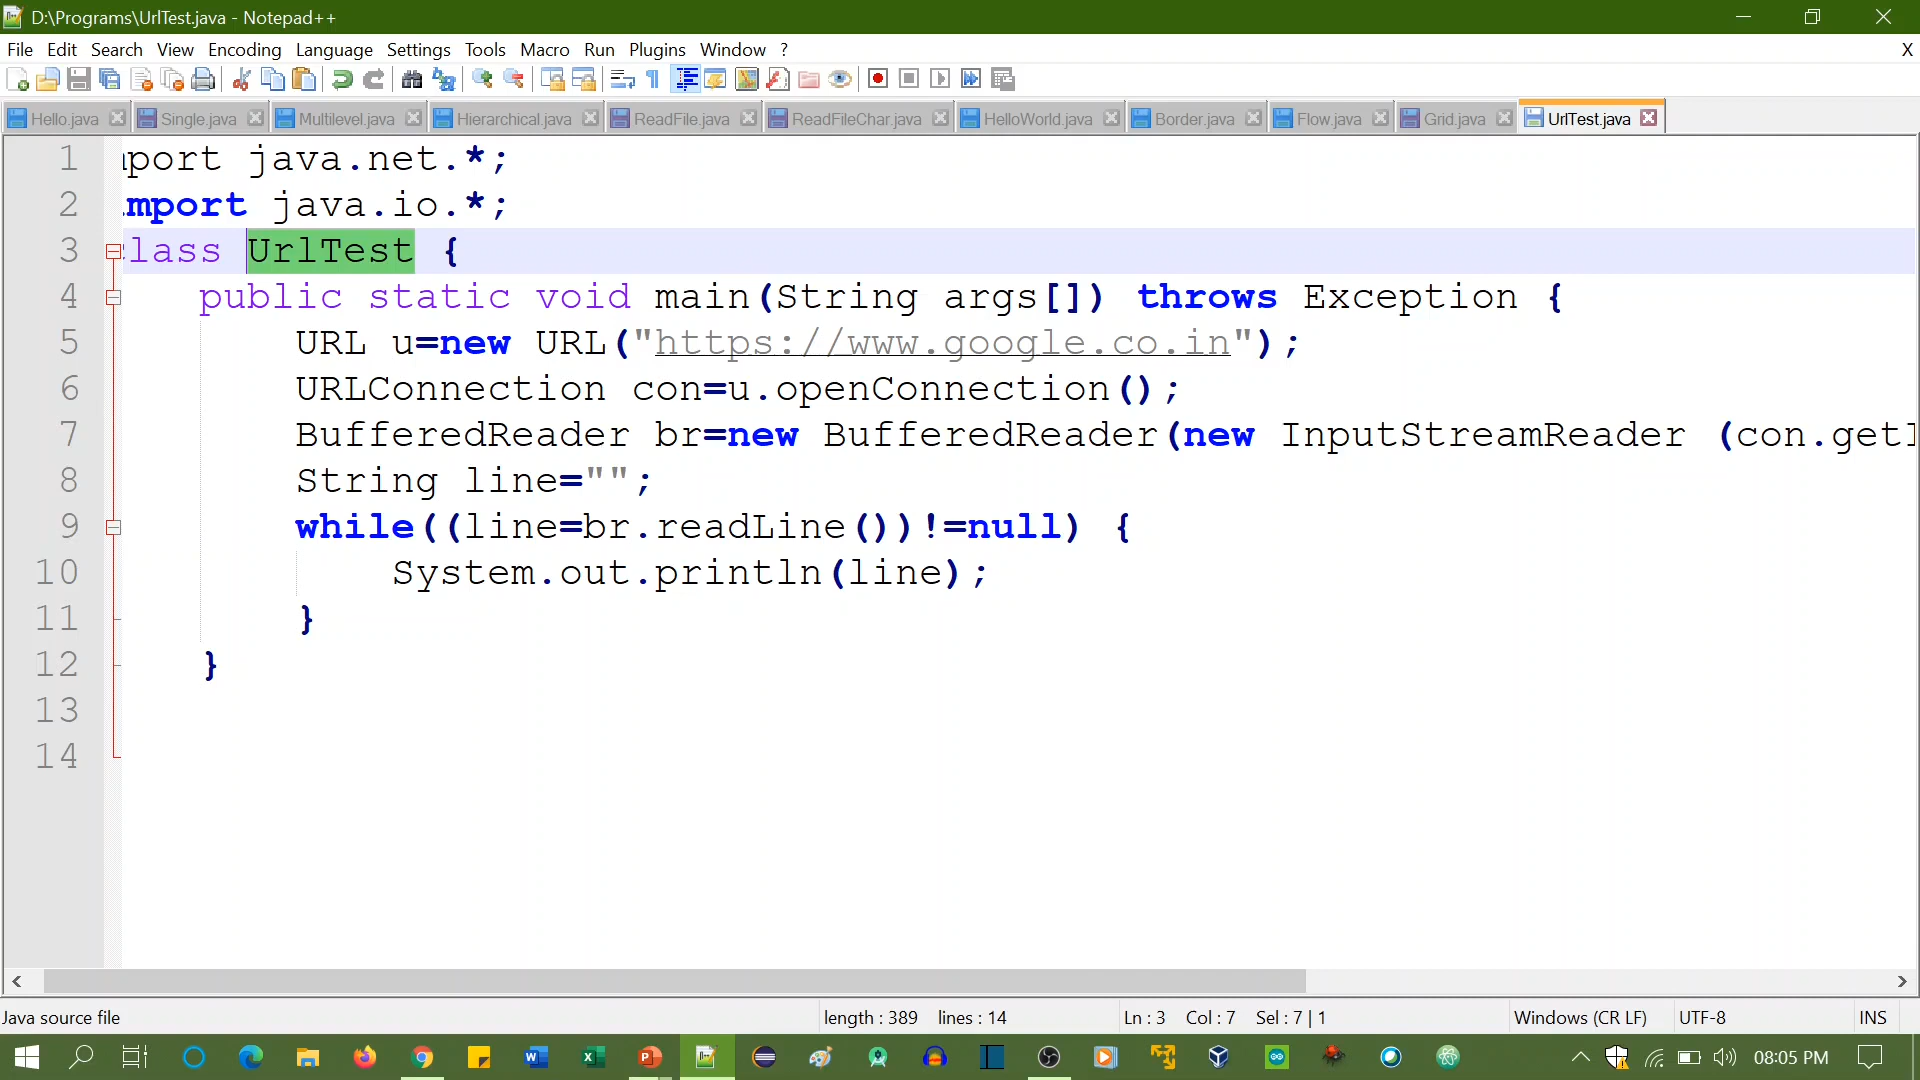 D:\Programs\UrlTest.java - Notepad++
File Edit Search View Encoding Language Settings Tools Macro Run Plugins Window ? X
Hello.java Single.java Multilevel.java Hierarchical.java ReadFile.java ReadFileChar.java HelloWorld.java Border.java Flow.java Grid.java UrlTest.java
1 port java.net.*;
2 mport java.io.*;
3 lass UrlTest {
4 public static void main(String args[]) throws Exception {
5 URL u=new URL("https://www.google.co.in");
6 URLConnection con=u.openConnection();
7 BufferedReader br=new BufferedReader(new InputStreamReader (con.getI
8 String line="";
9 while((line=br.readLine())!=null) {
10 System.out.println(line);
11 }
12 }
13
14
Java source file length : 389 lines : 14 Ln : 3 Col : 7 Sel : 7 | 1 Windows (CR LF) UTF-8 INS
08:05 PM